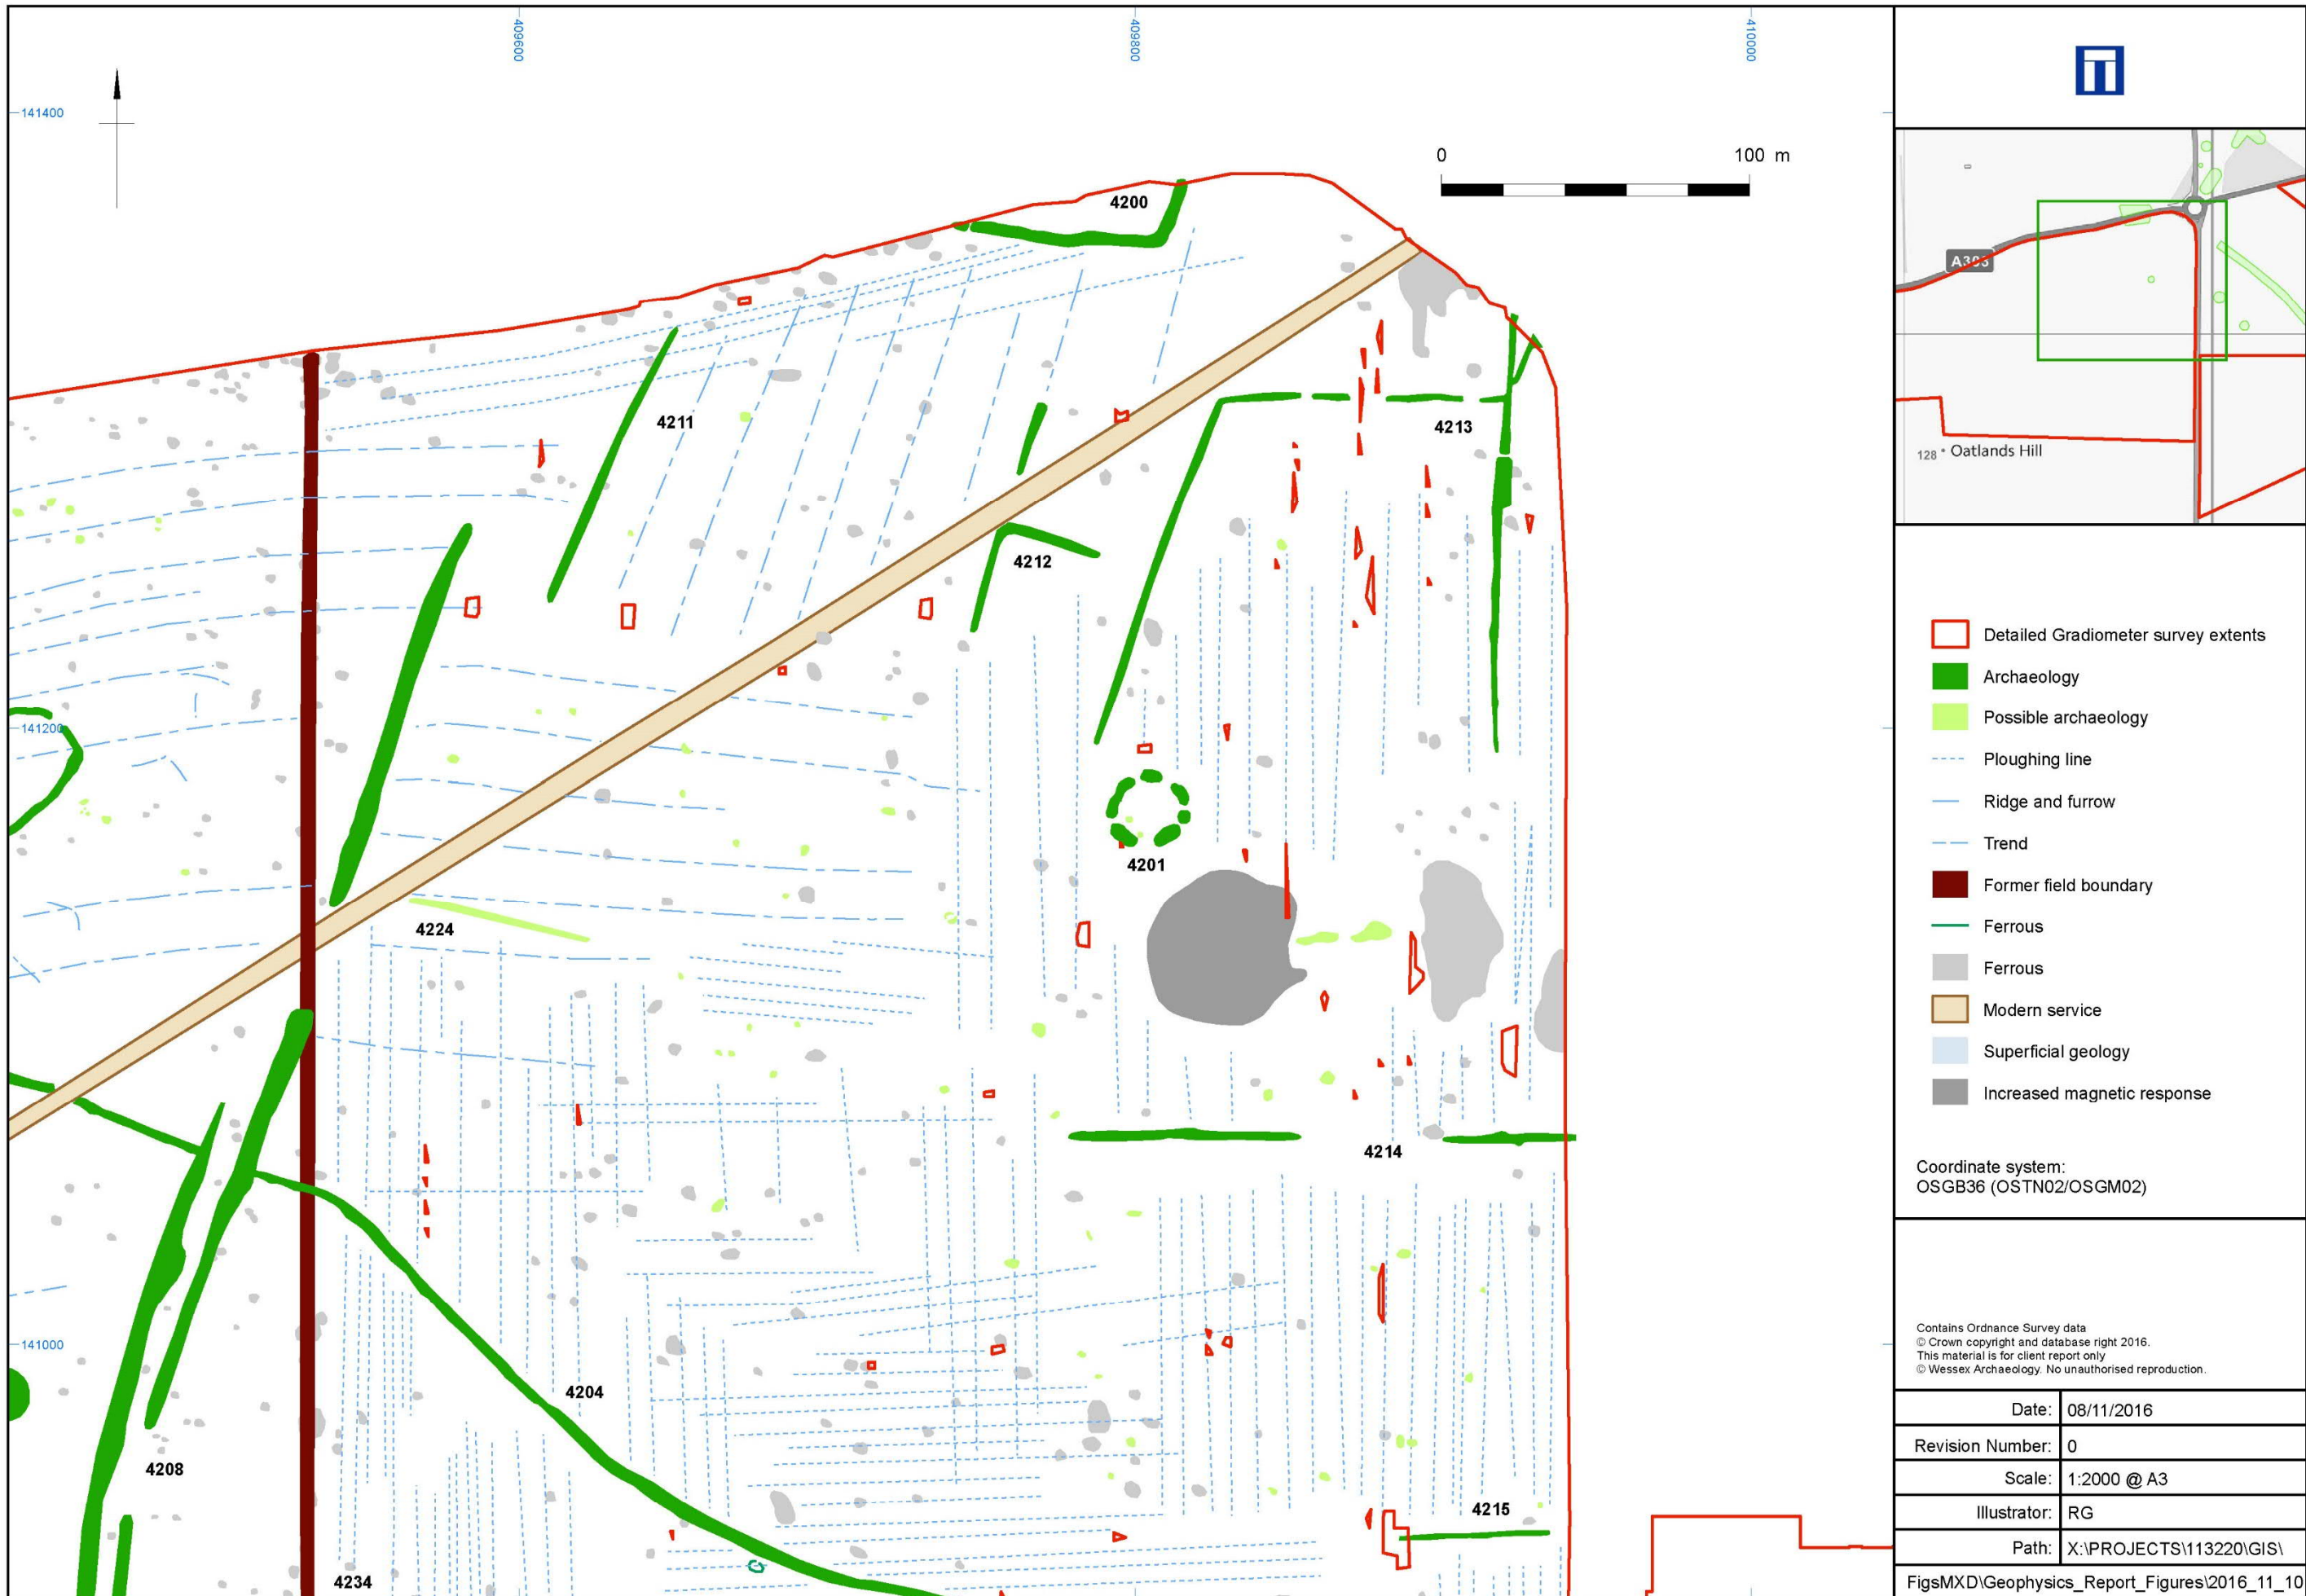 409600
409800
410000
141400
0 100 m
4200
4211
4213
4212
141200
4201
4224
4214
141000
4204
4208
4215
4234
A303
128 • Oatlands Hill
Detailed Gradiometer survey extents
Archaeology
Possible archaeology
Ploughing line
Ridge and furrow
Trend
Former field boundary
Ferrous
Ferrous
Modern service
Superficial geology
Increased magnetic response
Coordinate system:
OSGB36 (OSTN02/OSGM02)
Contains Ordnance Survey data
© Crown copyright and database right 2016.
This material is for client report only
© Wessex Archaeology. No unauthorised reproduction.
Date: 08/11/2016
Revision Number: 0
Scale: 1:2000 @ A3
Illustrator: RG
Path: X:\PROJECTS\113220\GIS\
FigsMXD\Geophysics_Report_Figures\2016_11_10